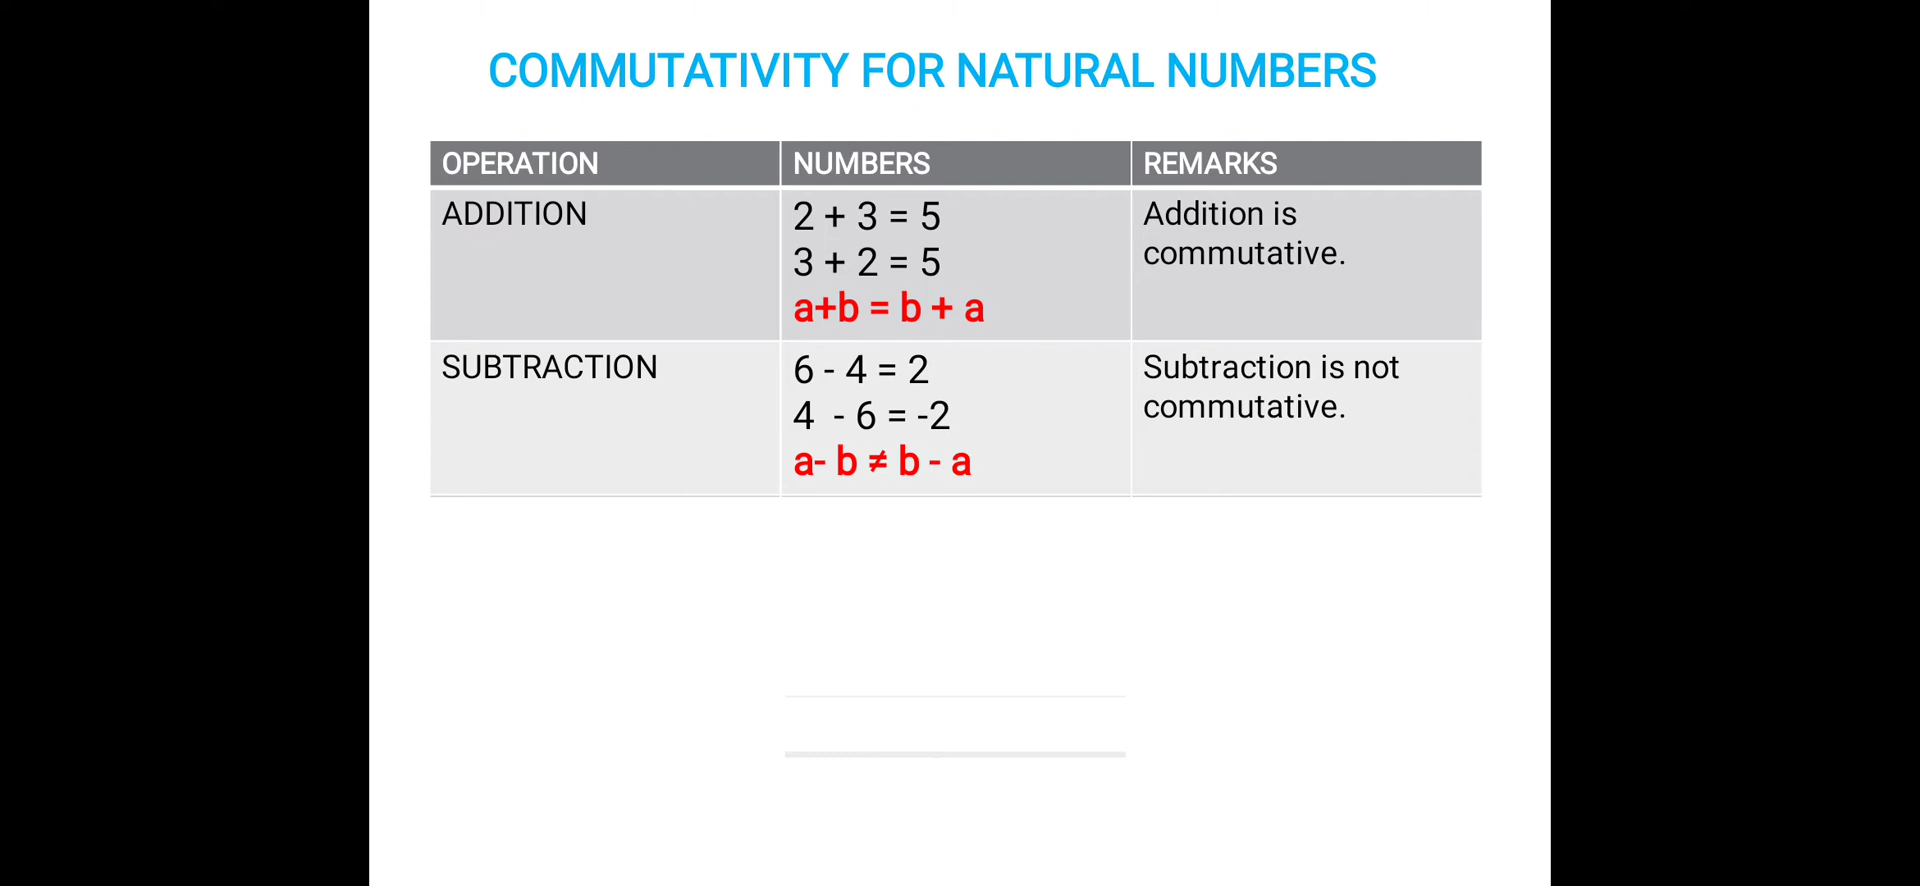 COMMUTATIVITY FOR NATURAL NUMBERS
OPERATION NUMBERS REMARKS
ADDITION
2 + 3 = 5
3 + 2 = 5
a+b = b + a
Addition is
commutative.
SUBTRACTION
6 - 4 = 2
4 - 6 = -2
a- b ≠ b - a
Subtraction is not
commutative.